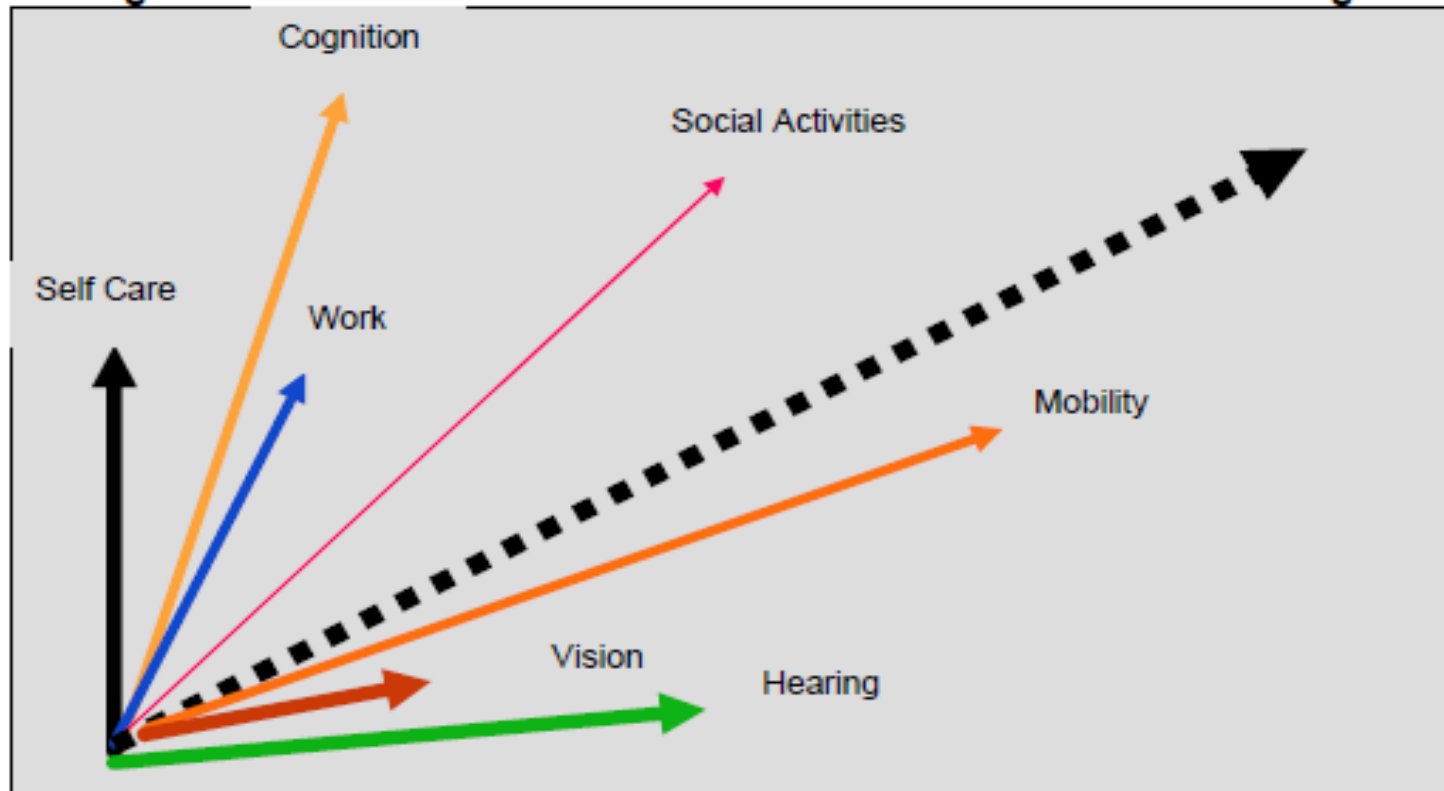 Cognition
Social Activities
Self Care
Work
Mobility
Vision
Hearing